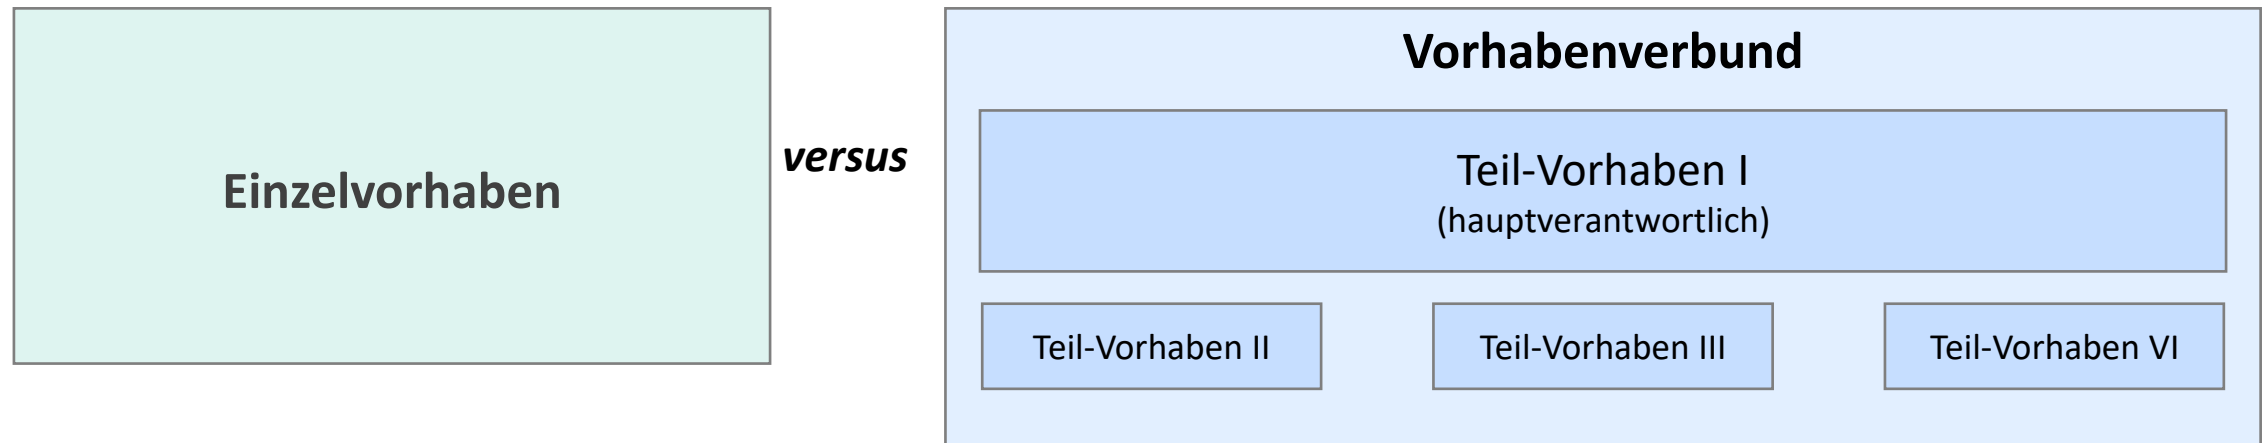 Einzelvorhaben
versus
Vorhabenverbund
Teil-Vorhaben I
(hauptverantwortlich)
Teil-Vorhaben II
Teil-Vorhaben III
Teil-Vorhaben VI